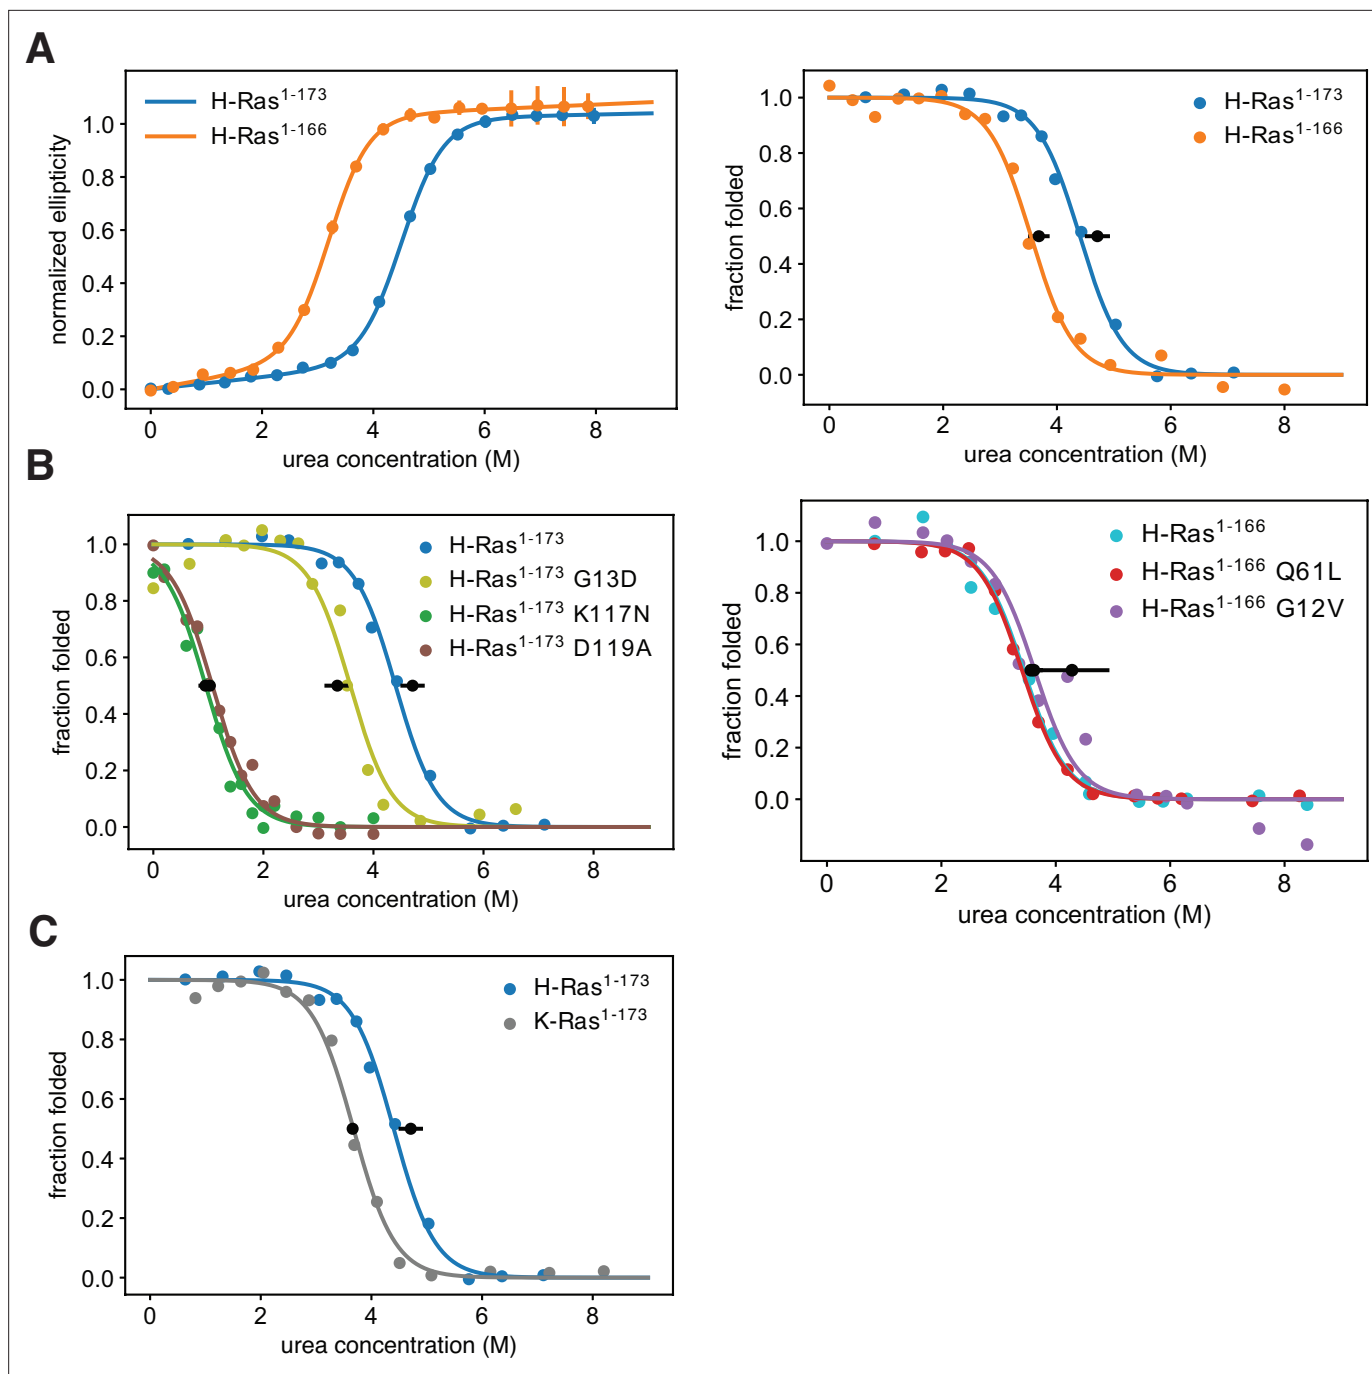 A
normalized ellipticity
1.0
0.8
0.6
0.4
0.2
0.0
H-Ras1-173
H-Ras1-166
0 2 4 6 8
urea concentration (M)
fraction folded
1.0
0.8
0.6
0.4
0.2
0.0
H-Ras1-173
H-Ras1-166
0 2 4 6 8
urea concentration (M)
B
fraction folded
1.0
0.8
0.6
0.4
0.2
0.0
H-Ras1-173
H-Ras1-173 G13D
H-Ras1-173 K117N
H-Ras1-173 D119A
0 2 4 6 8
urea concentration (M)
fraction folded
1.0
0.8
0.6
0.4
0.2
0.0
H-Ras1-166
H-Ras1-166 Q61L
H-Ras1-166 G12V
0 2 4 6 8
urea concentration (M)
C
fraction folded
1.0
0.8
0.6
0.4
0.2
0.0
H-Ras1-173
K-Ras1-173
0 2 4 6 8
urea concentration (M)